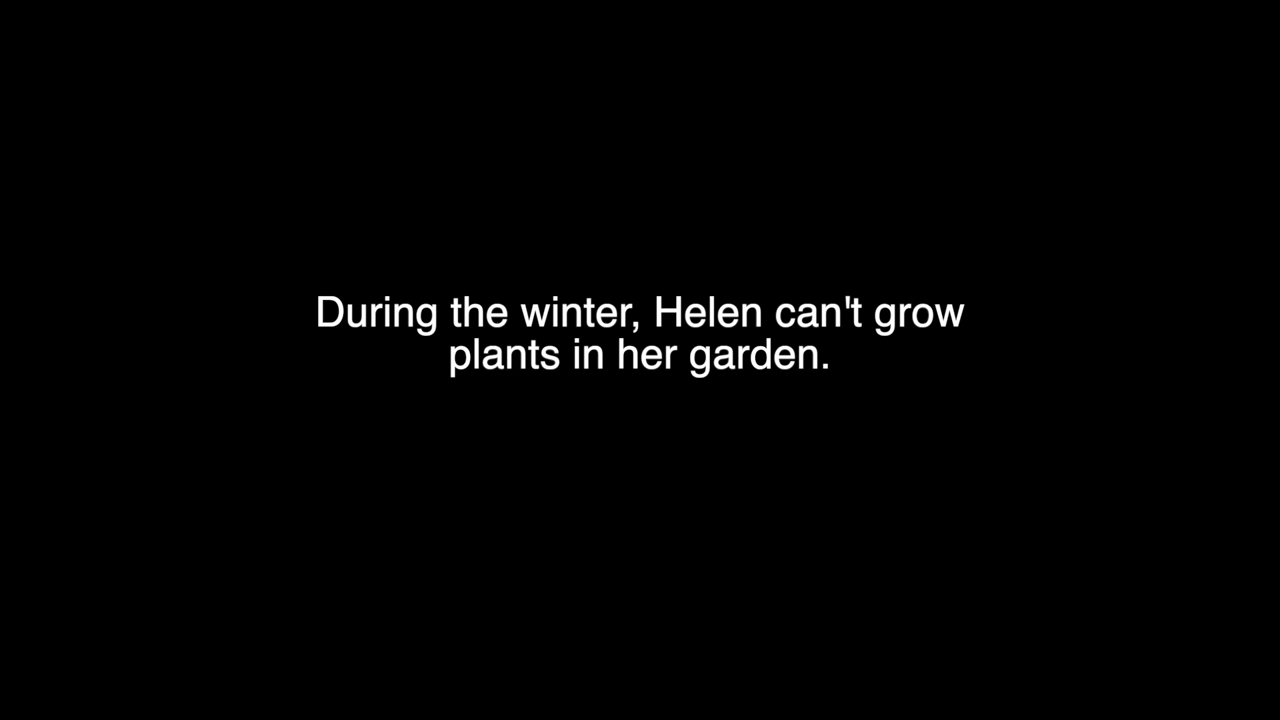 During the winter, Helen can't grow
plants in her garden.